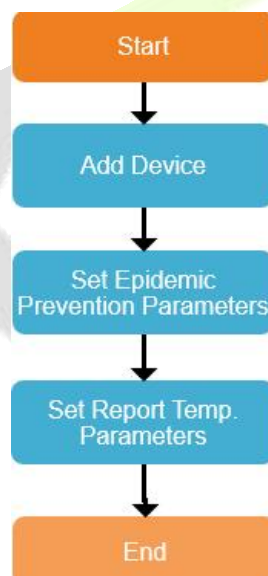 Start
Add Device
Set Epidemic
Prevention Parameters
Set Report Temp.
Parameters
End